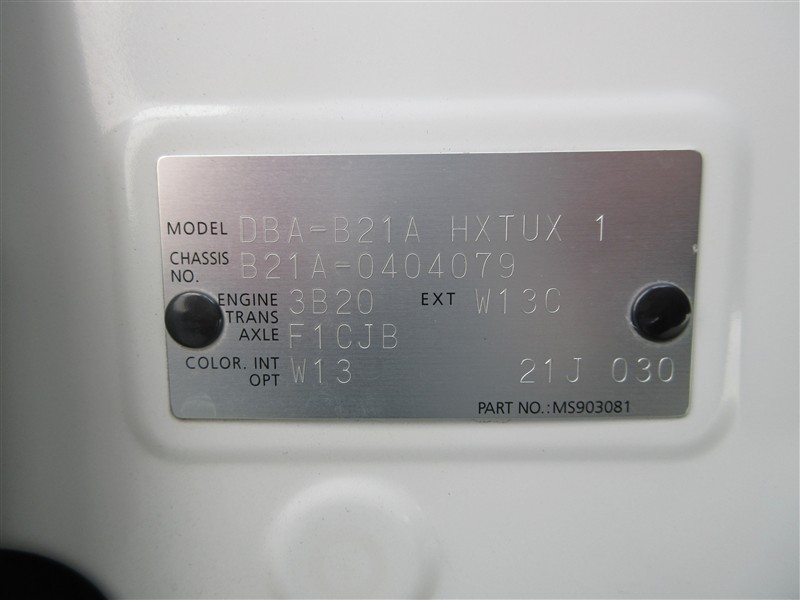 MODEL DBA-B21A HXTUX 1
CHASSIS NO. B21A-0404079
ENGINE 3B20 EXT W13C
TRANS AXLE F1CJB
COLOR. INT OPT W13 21J 030
PART NO.: MS903081